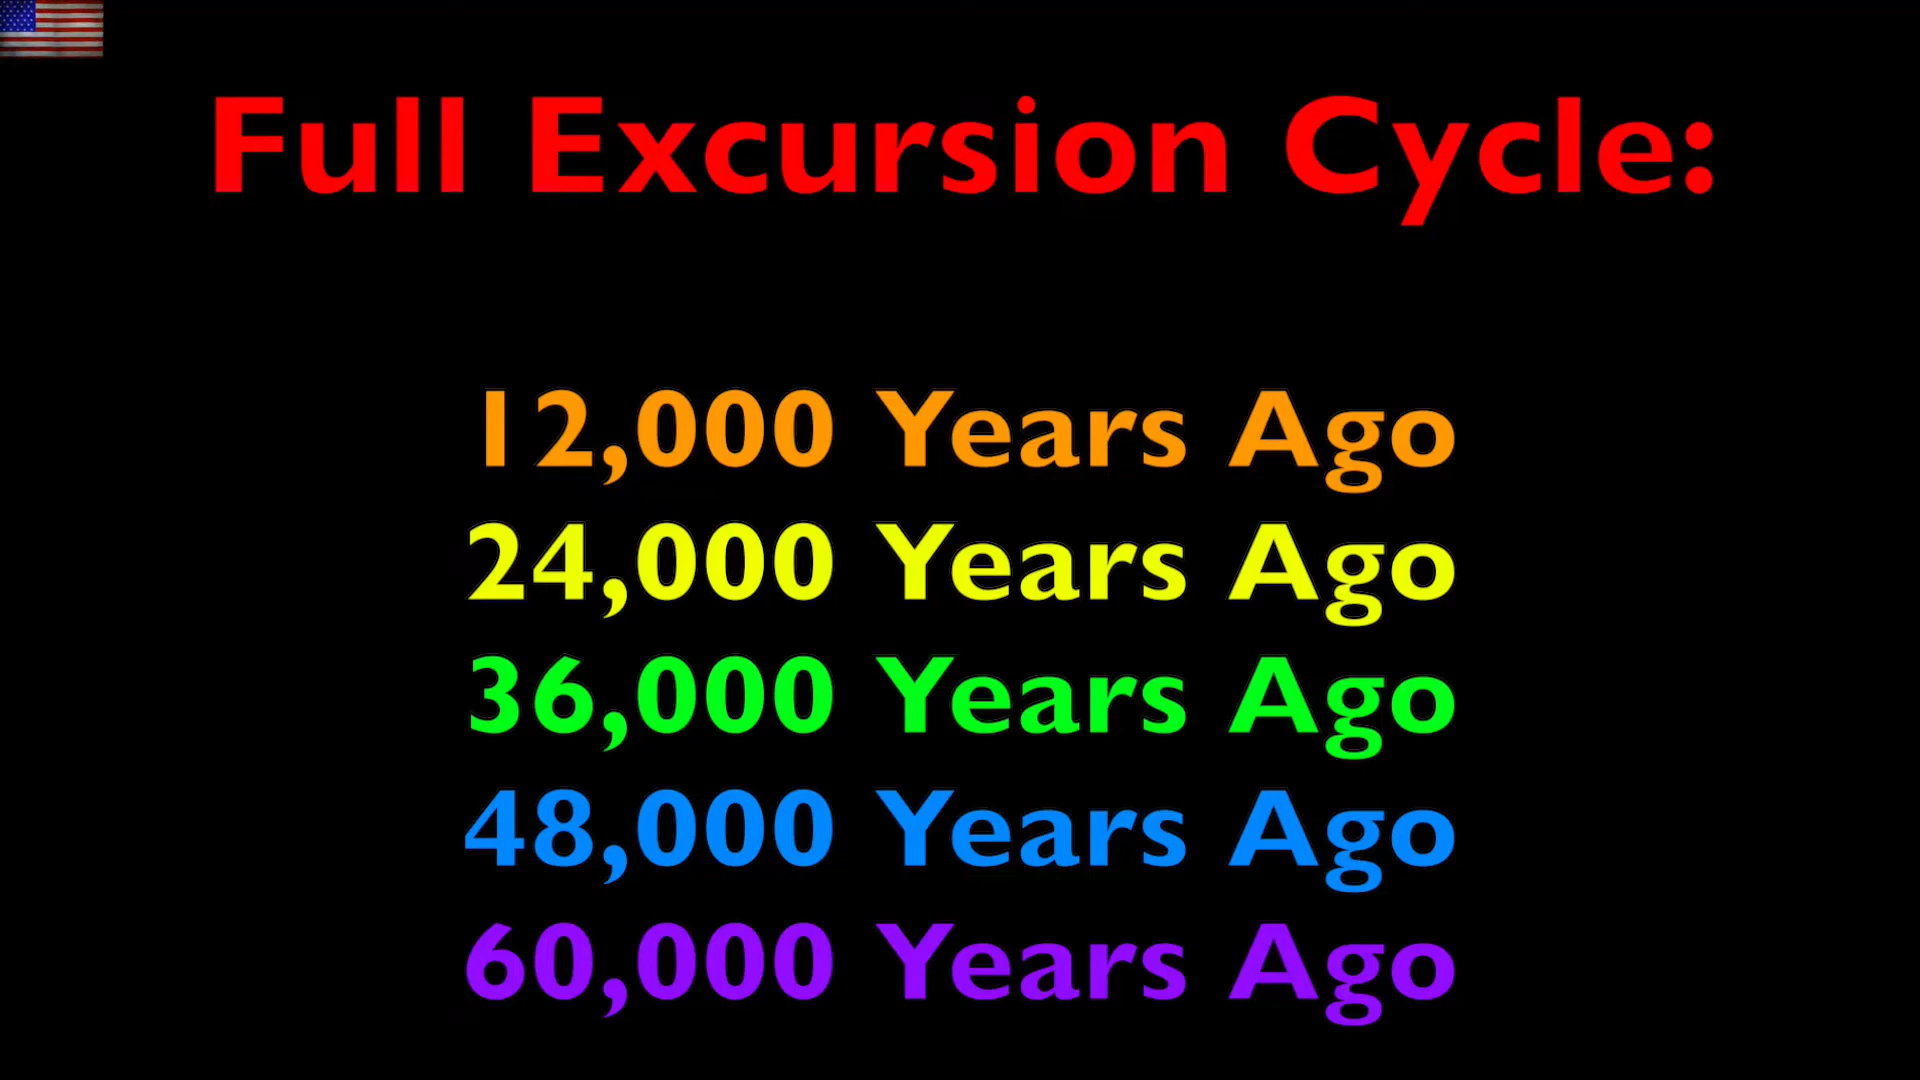 Full Excursion Cycle:
12,000 Years Ago
24,000 Years Ago
36,000 Years Ago
48,000 Years Ago
60,000 Years Ago